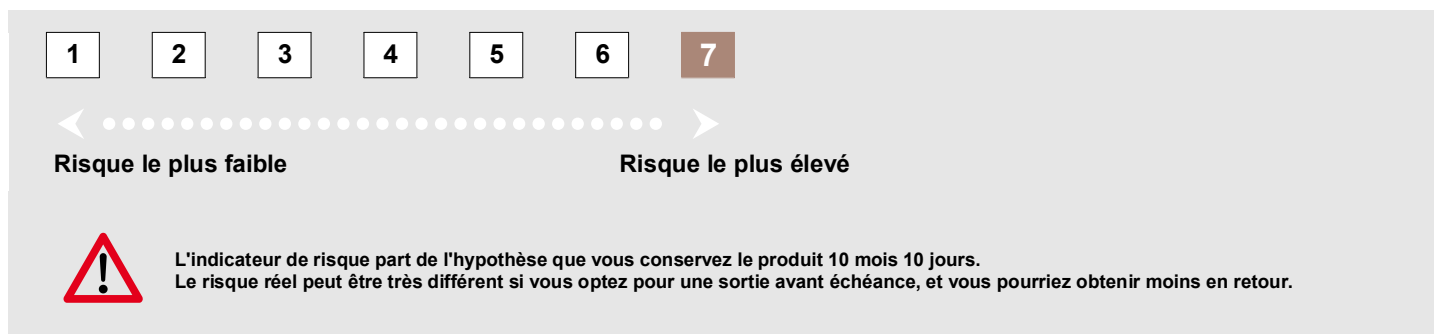 1 2 3 4 5 6 7
Risque le plus faible Risque le plus élevé
L'indicateur de risque part de l'hypothèse que vous conservez le produit 10 mois 10 jours.
Le risque réel peut être très différent si vous optez pour une sortie avant échéance, et vous pourriez obtenir moins en retour.